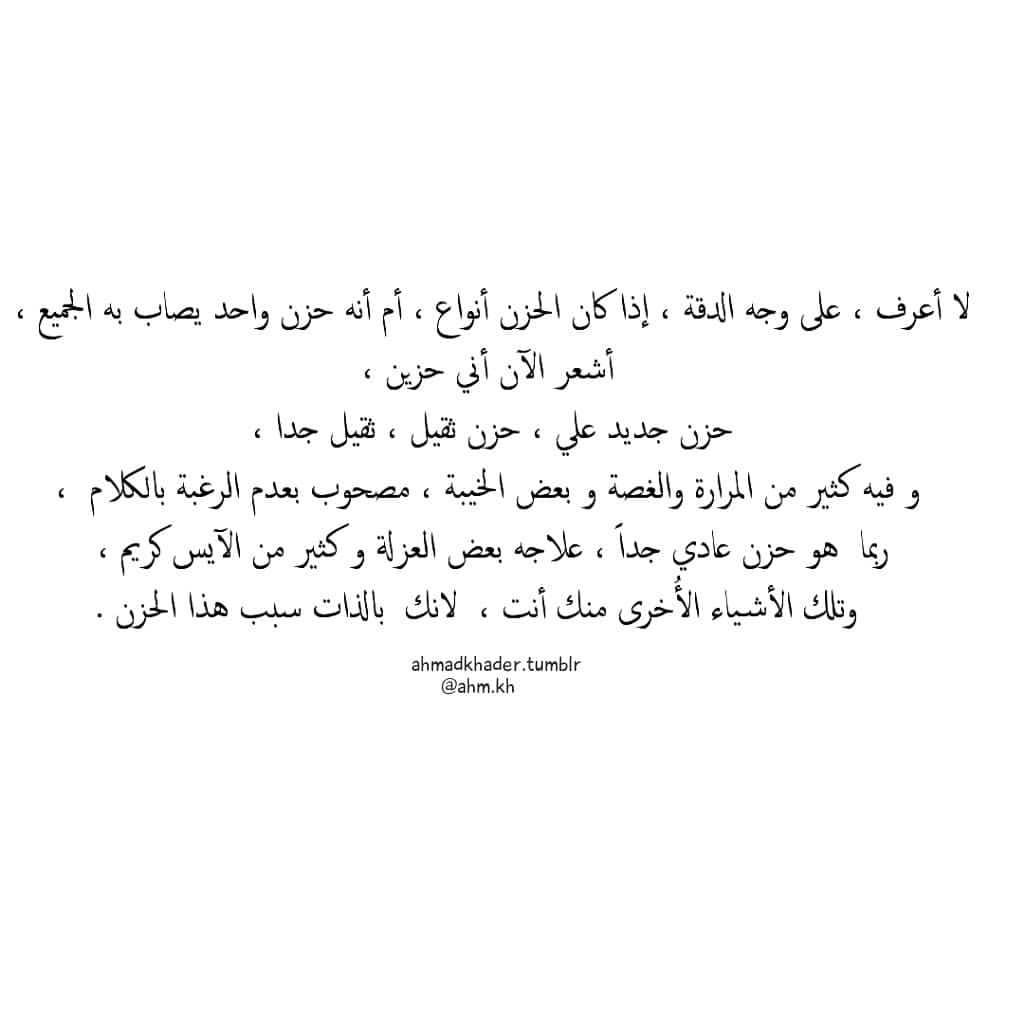 لا أعرف ، على وجه الدقة ، إذا كان الحزن أنواع ، أم أنه حزن واحد يصاب به الجميع ،
أشعر الآن أني حزين ،
حزن جديد علي ، حزن ثقيل ، ثقيل جدا ،
و فيه كثير من المرارة والغصة و بعض الخيبة ، مصحوب بعدم الرغبة بالكلام ،
ربما هو حزن عادي جداً ، علاجه بعض العزلة و كثير من الآيس كريم ،
وتلك الأشياء الأُخرى منك أنت ، لانك بالذات سبب هذا الحزن .
ahmadkhader.tumblr
@ahm.kh